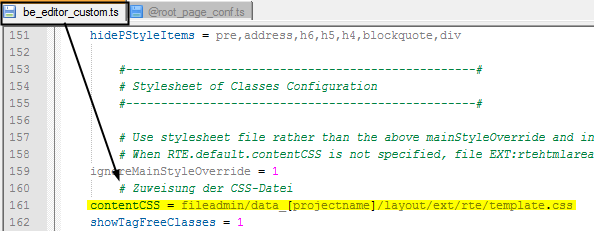 be_editor_custom.ts @root_page_conf.ts
151 hidePStyleItems = pre,address,h6,h5,h4,blockquote,div
152
153 #--------------------------------------------------#
154 # Stylesheet of Classes Configuration
155 #--------------------------------------------------#
156
157 # Use stylesheet file rather than the above mainStyleOverride and in
158 # When RTE.default.contentCSS is not specified, file EXT:rtehtmlarea
159 ignoreMainStyleOverride = 1
160 # Zuweisung der CSS-Datei
161 contentCSS = fileadmin/data_[projectname]/layout/ext/rte/template.css
162 showTagFreeClasses = 1